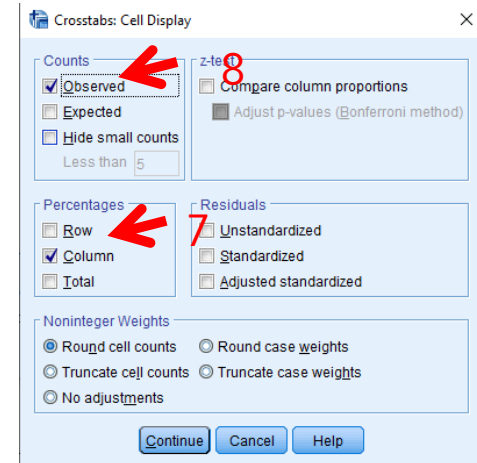 Crosstabs: Cell Display
Counts
Observed
Expected
Hide small counts
Less than 5
z-test
8
Compare column proportions
Adjust p-values (Bonferroni method)
Percentages
Row
Column
Total
7
Residuals
Unstandardized
Standardized
Adjusted standardized
Noninteger Weights
Round cell counts Round case weights
Truncate cell counts Truncate case weights
No adjustments
Continue Cancel Help